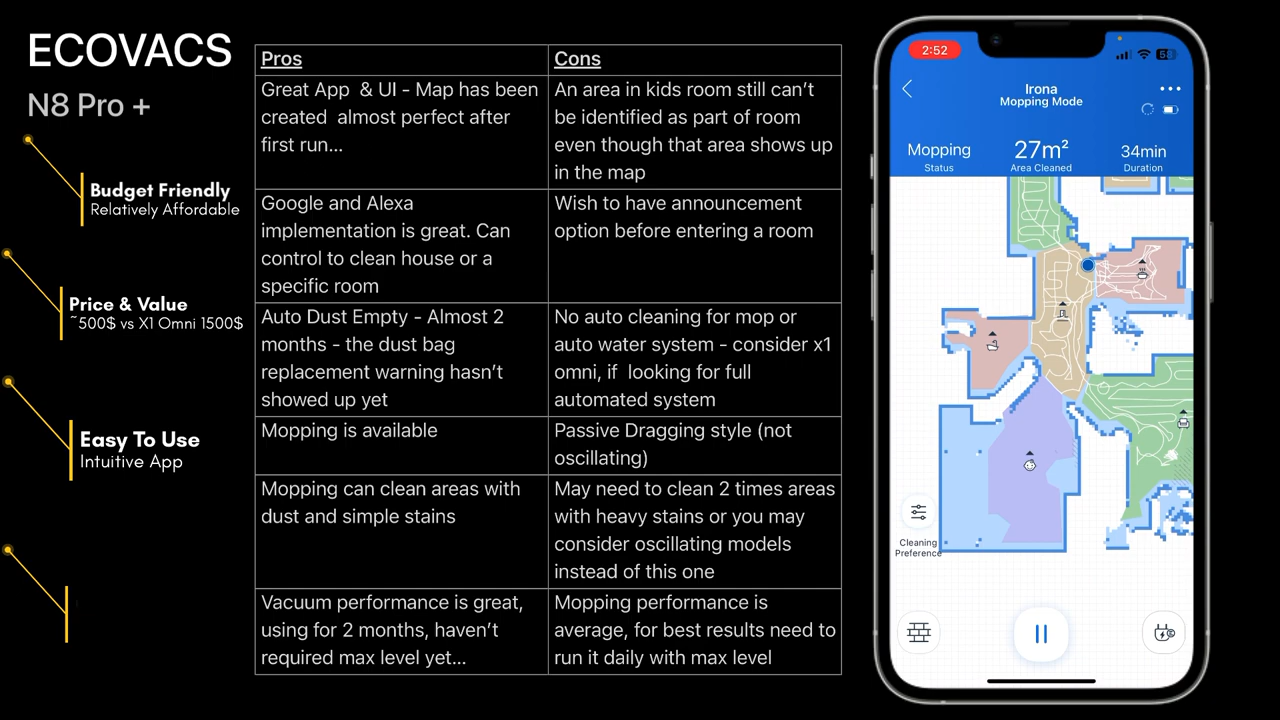 ECOVACS
N8 Pro +
Budget Friendly
Relatively Affordable
Price & Value
~500$ vs X1 Omni 1500$
Easy To Use
Intuitive App
Pros
Cons
Great App & UI - Map has been
created almost perfect after
first run...
An area in kids room still can't
be identified as part of room
even though that area shows up
in the map
Google and Alexa
implementation is great. Can
control to clean house or a
specific room
Wish to have announcement
option before entering a room
Auto Dust Empty - Almost 2
months - the dust bag
replacement warning hasn't
showed up yet
No auto cleaning for mop or
auto water system - consider x1
omni, if looking for full
automated system
Mopping is available
Passive Dragging style (not
oscillating)
Mopping can clean areas with
dust and simple stains
May need to clean 2 times areas
with heavy stains or you may
consider oscillating models
instead of this one
Vacuum performance is great,
using for 2 months, haven't
required max level yet...
Mopping performance is
average, for best results need to
run it daily with max level
2:52
Irona
Mopping Mode
Mopping
Status
27m²
Area Cleaned
34min
Duration
Cleaning
Preference